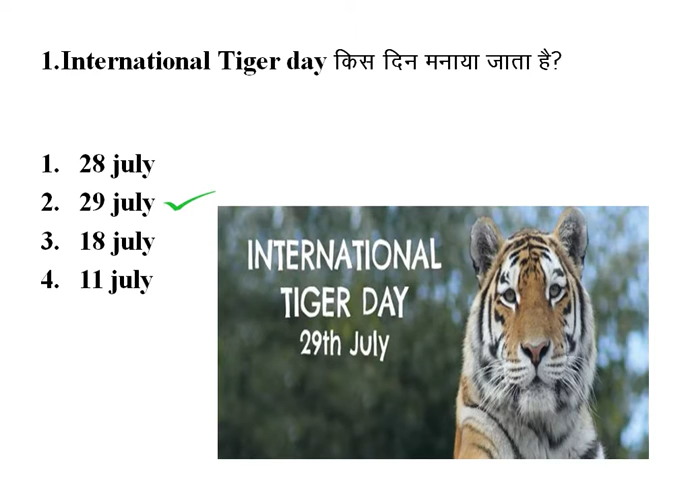 1.International Tiger day किस दिन मनाया जाता है?
1. 28 july
2. 29 july
3. 18 july
4. 11 july
INTERNATIONAL
TIGER DAY
29th July